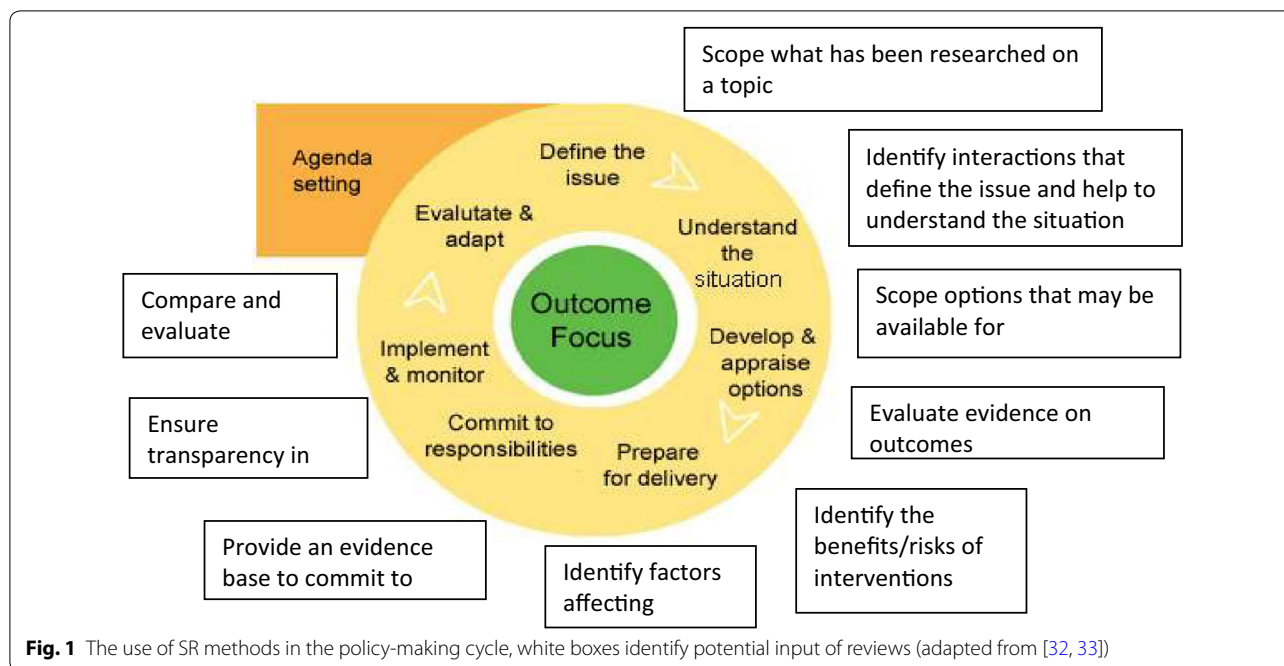 Scope what has been researched on
a topic
Agenda
setting
Define the
issue
Identify interactions that
define the issue and help to
understand the situation
Evalutate &
adapt
Understand
the
situation
Compare and
evaluate
Outcome
Focus
Scope options that may be
available for
Implement
& monitor
Develop &
appraise
options
Ensure
transparency in
Commit to
responsibilities
Prepare
for delivery
Evaluate evidence on
outcomes
Provide an evidence
base to commit to
Identify factors
affecting
Identify the
benefits/risks of
interventions
Fig. 1 The use of SR methods in the policy-making cycle, white boxes identify potential input of reviews (adapted from [32, 33])